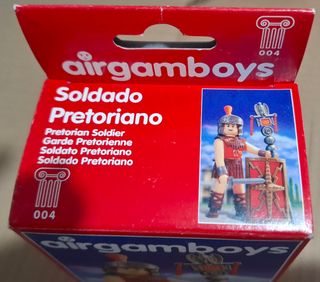 airgamboys
004
Soldado
Pretoriano
Pretorian Soldier
Garde Pretorienne
Soldato Pretoriano
Soldado Pretoriano
004
airgamboys